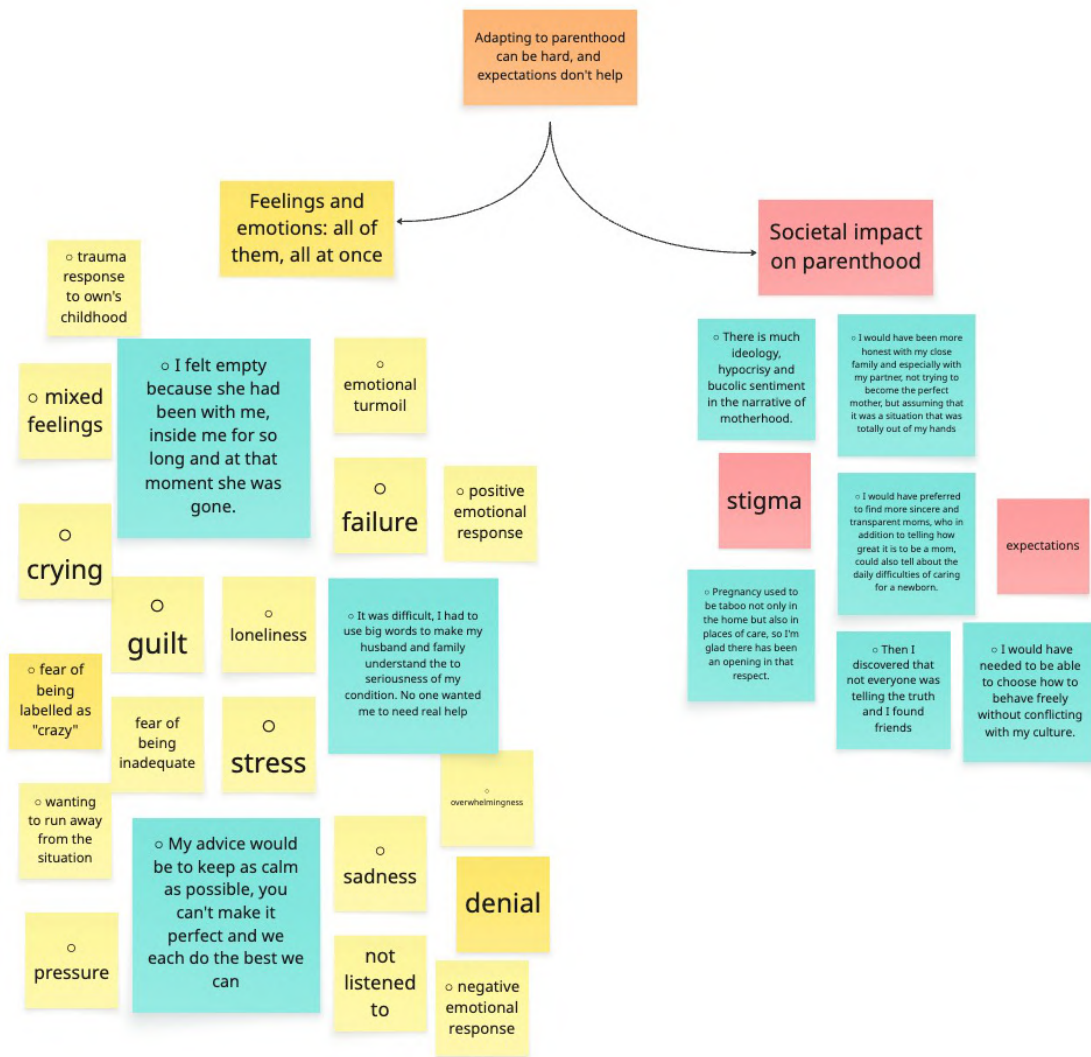 Adapting to parenthood
can be hard, and
expectations don't help
Feelings and
emotions: all of
them, all at once
Societal impact
on parenthood
○ trauma
response
to own's
childhood
○ mixed
feelings
○ I felt empty
because she had
been with me,
inside me for so
long and at that
moment she was
gone.
○
emotional
turmoil
○
failure
○ positive
emotional
response
○
crying
○
guilt
○
loneliness
○ It was difficult, I had to
use big words to make my
husband and family
understand the to
seriousness of my
condition. No one wanted
me to need real help
○ fear of
being
labelled as
"crazy"
fear of
being
inadequate
○
stress
○
overwhelmingness
○ wanting
to run away
from the
situation
○ My advice would
be to keep as calm
as possible, you
can't make it
perfect and we
each do the best we
can
○
sadness
denial
○
pressure
not
listened
to
○ negative
emotional
response
○ There is much
ideology,
hypocrisy and
bucolic sentiment
in the narrative of
motherhood.
○ I would have been more
honest with my close
family and especially with
my partner, not trying to
become the perfect
mother, but assuming that
it was a situation that was
totally out of my hands
stigma
○ I would have preferred
to find more sincere and
transparent moms, who in
addition to telling how
great it is to be a mom,
could also tell about the
daily difficulties of caring
for a newborn.
expectations
○ Pregnancy used to
be taboo not only in
the home but also in
places of care, so I'm
glad there has been
an opening in that
respect.
○ Then I
discovered that
not everyone was
telling the truth
and I found
friends
○ I would have
needed to be able
to choose how to
behave freely
without conflicting
with my culture.